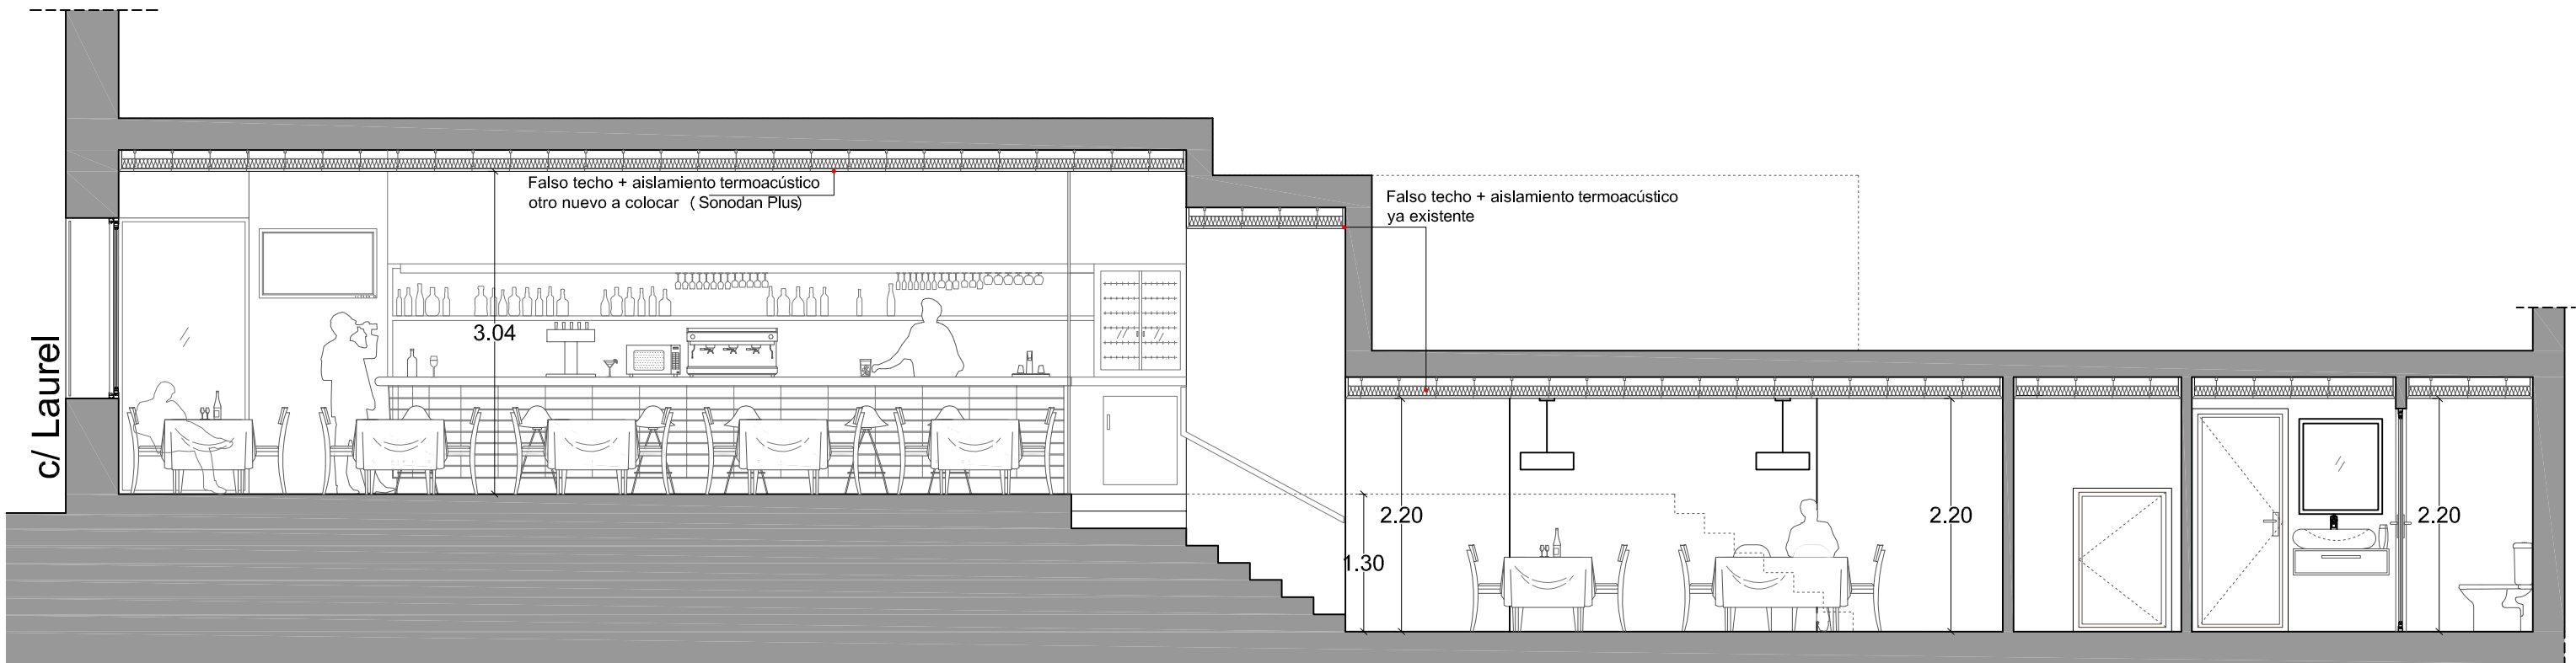 Falso techo + aislamiento termoacústico
otro nuevo a colocar ( Sonodan Plus)
Falso techo + aislamiento termoacústico
ya existente
c/ Laurel
3.04
2.20
1.30
2.20
2.20